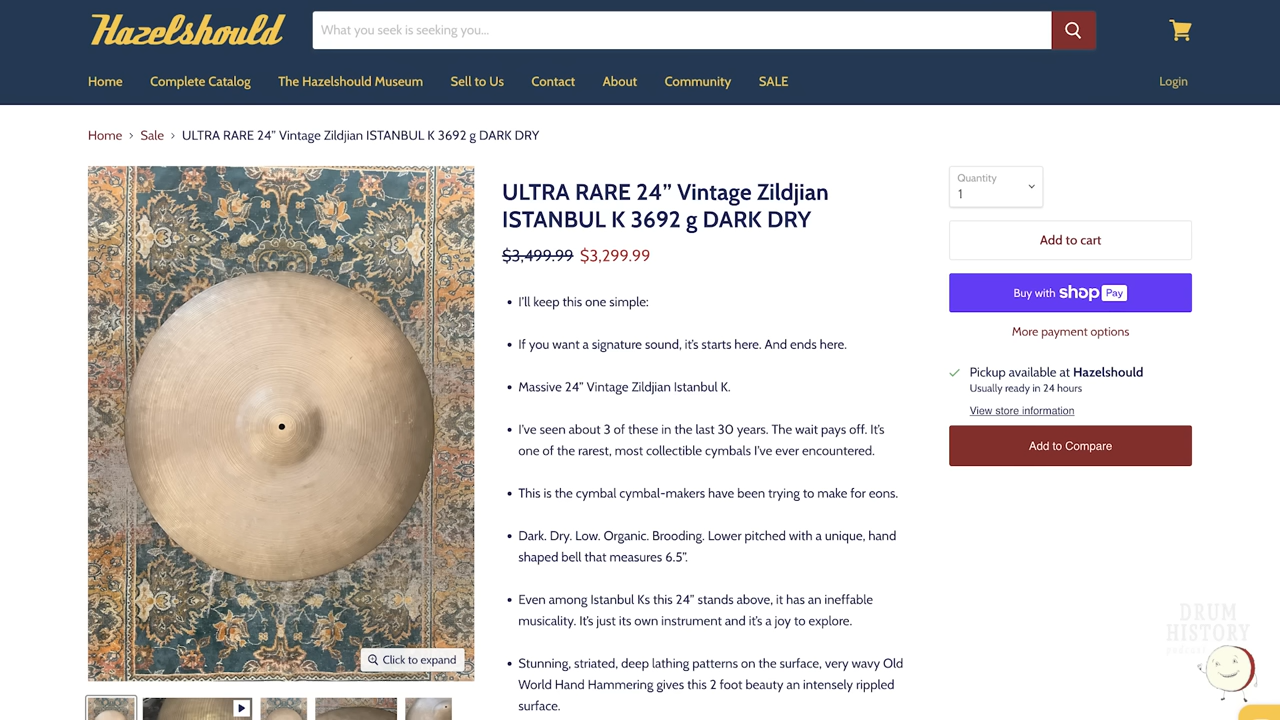 Hazelshould
What you seek is seeking you...
Home
Complete Catalog
The Hazelshould Museum
Sell to Us
Contact
About
Community
SALE
Login
Home > Sale > ULTRA RARE 24” Vintage Zildjian ISTANBUL K 3692 g DARK DRY
ULTRA RARE 24” Vintage Zildjian
ISTANBUL K 3692 g DARK DRY
$3,499.99 $3,299.99
• I’ll keep this one simple:
• If you want a signature sound, it’s starts here. And ends here.
• Massive 24” Vintage Zildjian Istanbul K.
• I’ve seen about 3 of these in the last 30 years. The wait pays off. It’s
one of the rarest, most collectible cymbals I’ve ever encountered.
• This is the cymbal cymbal-makers have been trying to make for eons.
• Dark. Dry. Low. Organic. Brooding. Lower pitched with a unique, hand
shaped bell that measures 6.5”.
• Even among Istanbul Ks this 24” stands above, it has an ineffable
musicality. It’s just its own instrument and it’s a joy to explore.
• Stunning, striated, deep lathing patterns on the surface, very wavy Old
World Hand Hammering gives this 2 foot beauty an intensely rippled
surface.
Click to expand
Quantity
1
Add to cart
Buy with shop Pay
More payment options
Pickup available at Hazelshould
Usually ready in 24 hours
View store information
Add to Compare
DRUM
HISTORY
podcast